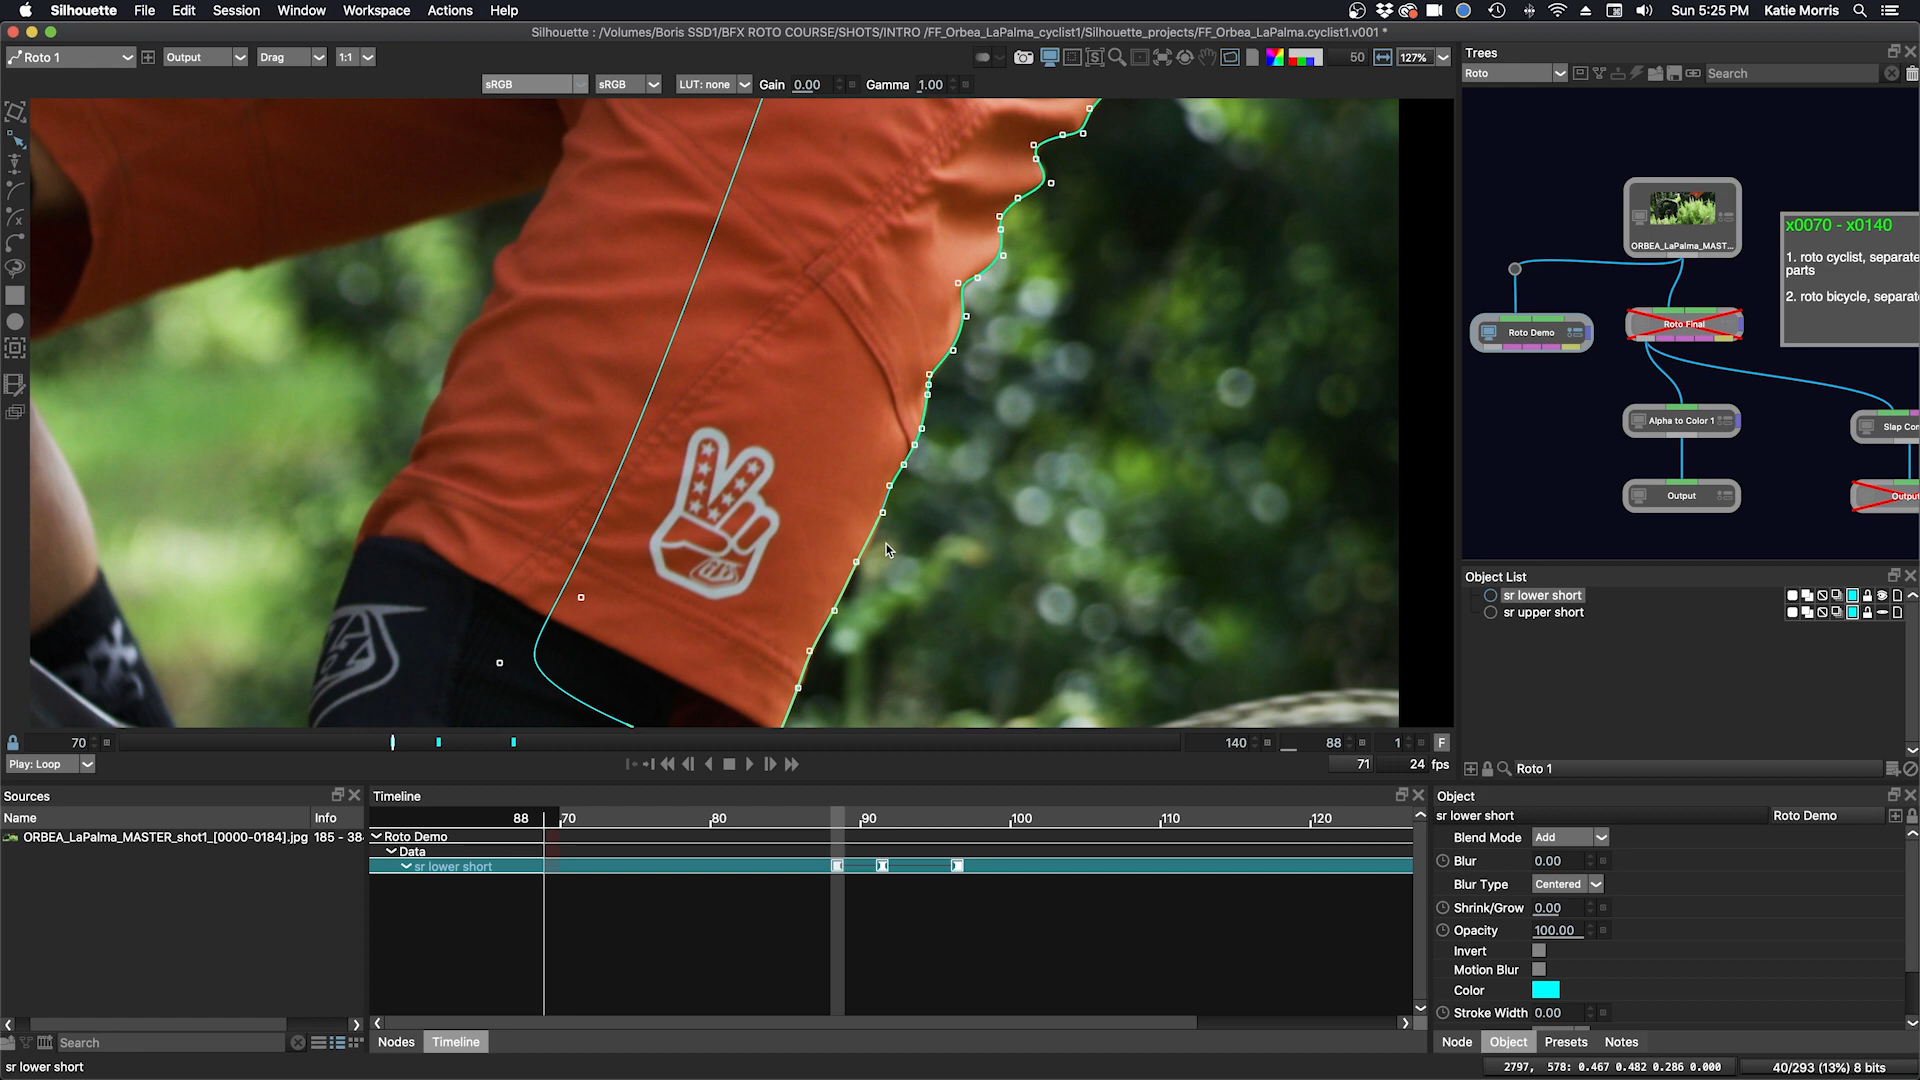 Silhouette File Edit Session Window Workspace Actions Help Sun 5:25 PM Katie Morris
Silhouette : /Volumes/Boris SSD1/BFX ROTO COURSE/SHOTS/INTRO /FF_Orbea_LaPalma_cyclist1/Silhouette_projects/FF_Orbea_LaPalma.cyclist1.v001 *
Roto 1 Output Drag 1:1 50 127%
sRGB sRGB LUT: none Gain 0.00 Gamma 1.00
Trees
Roto Search
ORBEA_LaPalma_MAST...
x0070 - x0140
1. roto cyclist, separate
parts
2. roto bicycle, separat
Roto Demo
Roto Final
Alpha to Color 1
Slap Con
Output
Output
Object List
sr lower short
sr upper short
Roto 1
70 140 88 1 F
Play: Loop 71 24 fps
Sources
Name Info
ORBEA_LaPalma_MASTER_shot1_[0000-0184].jpg 185 - 38
Search
sr lower short
Timeline
88 70 80 90 100 110 120
Roto Demo
Data
sr lower short
Nodes Timeline
Object
sr lower short Roto Demo
Blend Mode Add
Blur 0.00
Blur Type Centered
Shrink/Grow 0.00
Opacity 100.00
Invert
Motion Blur
Color
Stroke Width 0.00
Node Object Presets Notes
2797, 578: 0.467 0.482 0.286 0.000 40/293 (13%) 8 bits